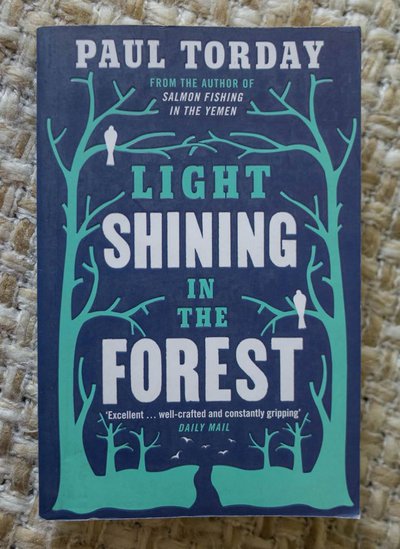 PAUL TORDAY
FROM THE AUTHOR OF
SALMON FISHING
IN THE YEMEN
LIGHT
SHINING
IN
THE
FOREST
'Excellent ... well-crafted and constantly gripping'
DAILY MAIL